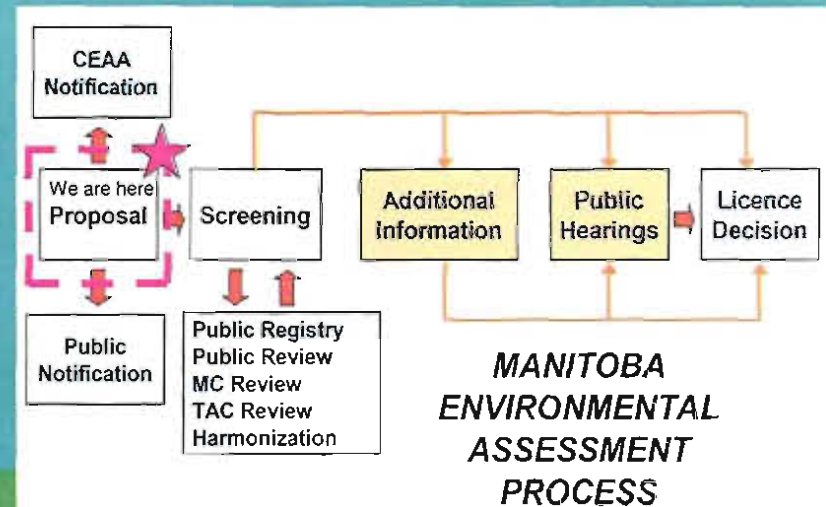 CEAA
Notification
We are here
Proposal
Public
Notification
Screening
Public Registry
Public Review
MC Review
TAC Review
Harmonization
Additional
Information
Public
Hearings
Licence
Decision
MANITOBA
ENVIRONMENTAL
ASSESSMENT
PROCESS